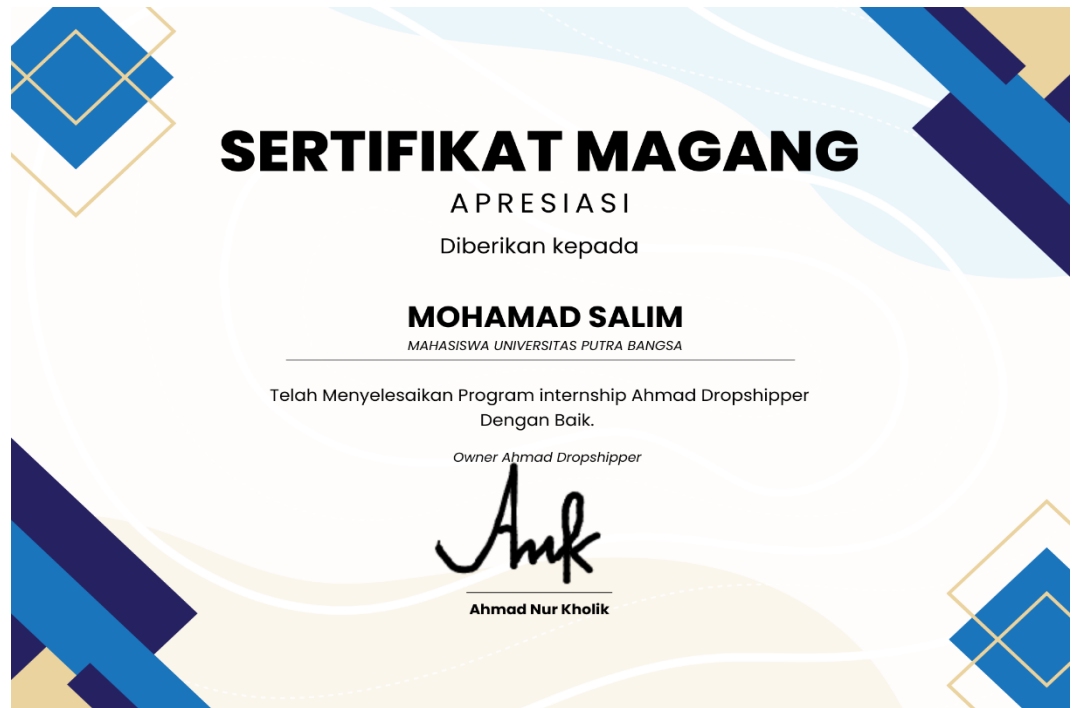 SERTIFIKAT MAGANG
APRESIASI
Diberikan kepada
MOHAMAD SALIM
MAHASISWA UNIVERSITAS PUTRA BANGSA
Telah Menyelesaikan Program internship Ahmad Dropshipper
Dengan Baik.
Owner Ahmad Dropshipper
Ahmad Nur Kholik